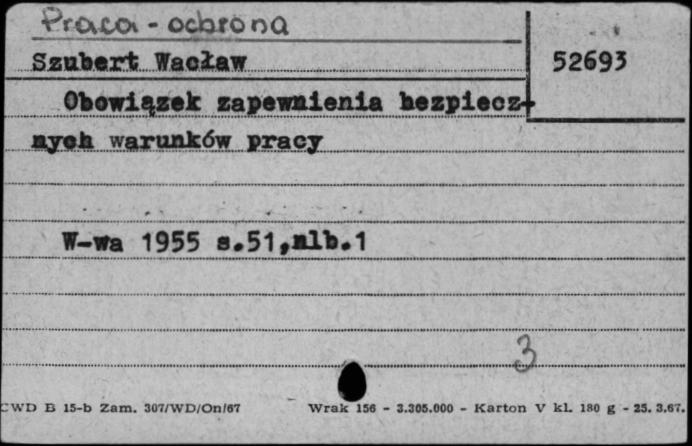 Praca - ochrona
Szubert Wacław
52693
Obowiązek zapewnienia bezpiecz-
nych warunków pracy
W-wa 1955 s.51,nlb.1
3
CWD B 15-b Zam. 307/WD/On/67 Wrak 156 - 3.305.000 - Karton V kl. 180 g - 25. 3.67.